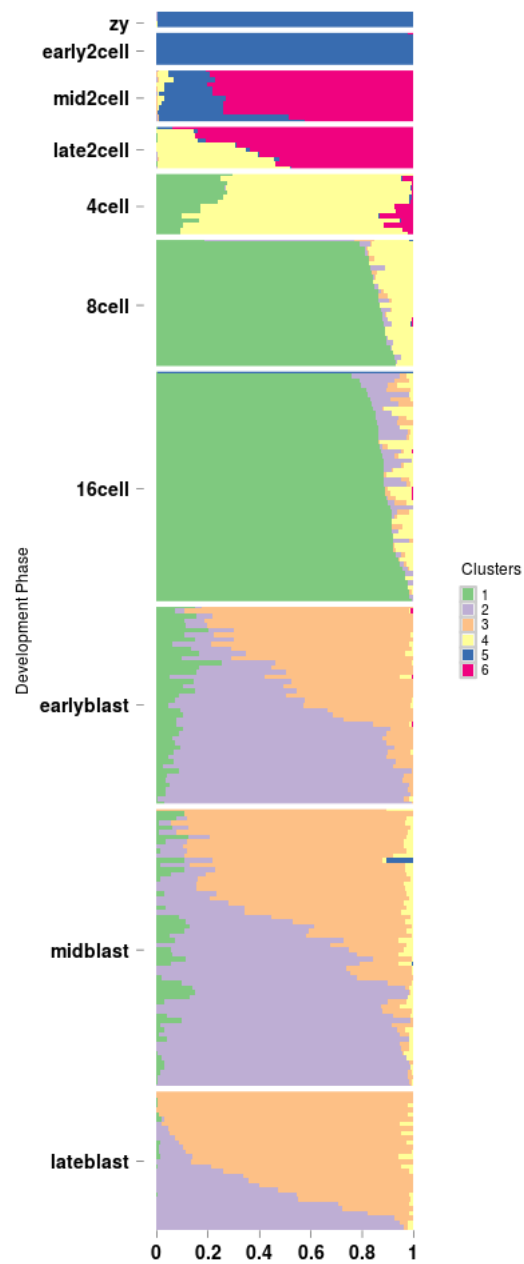 zy
early2cell
mid2cell
late2cell
4cell
8cell
16cell
earlyblast
midblast
lateblast
Development Phase
Clusters
1
2
3
4
5
6
0 0.2 0.4 0.6 0.8 1